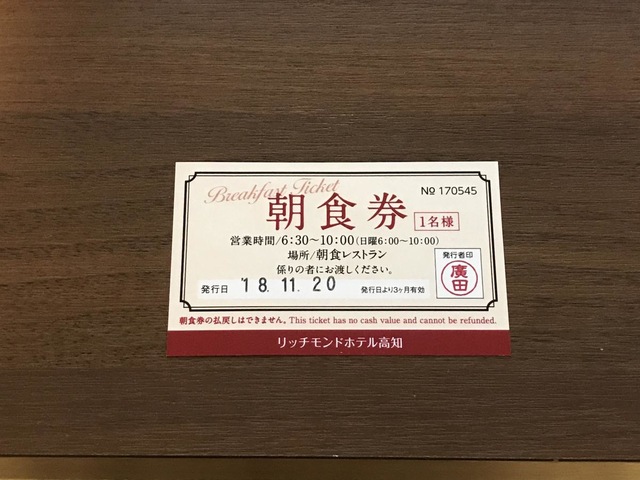 Breakfast Ticket
№ 170545
朝食券
1名様
営業時間/6:30〜10:00(日曜6:00〜10:00)
場所/朝食レストラン
係りの者にお渡しください。
発行者印
廣田
発行日 '18.11.20 発行日より3ヶ月有効
朝食券の払戻しはできません。This ticket has no cash value and cannot be refunded.
リッチモンドホテル高知